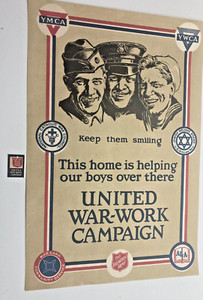 YMCA
YWCA
Keep them smiling
This home is helping
our boys over there
UNITED
WAR-WORK
CAMPAIGN